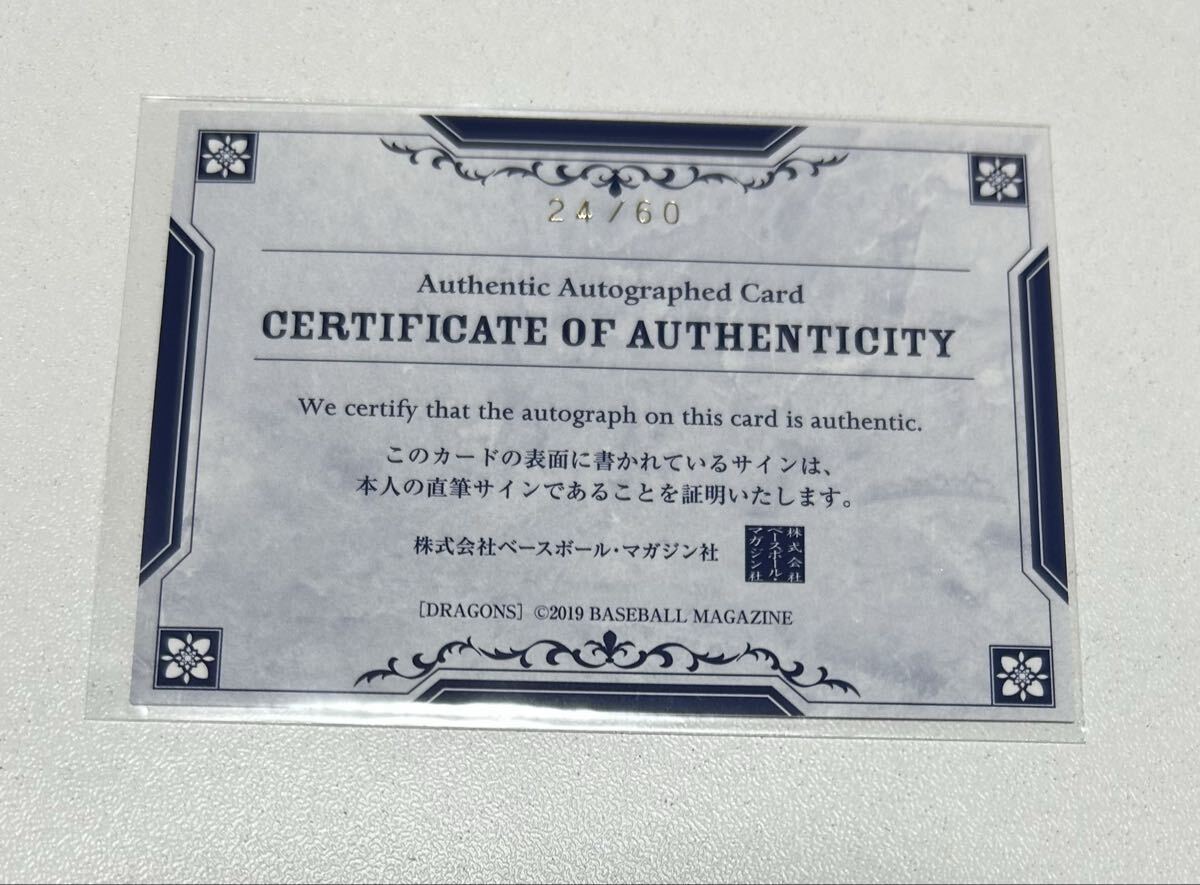 24/60
Authentic Autographed Card
CERTIFICATE OF AUTHENTICITY
We certify that the autograph on this card is authentic.
このカードの表面に書かれているサインは、
本人の直筆サインであることを証明いたします。
株式会社ベースボール・マガジン社
株式会社
ベースボール・
マガジン社
[DRAGONS] ©2019 BASEBALL MAGAZINE